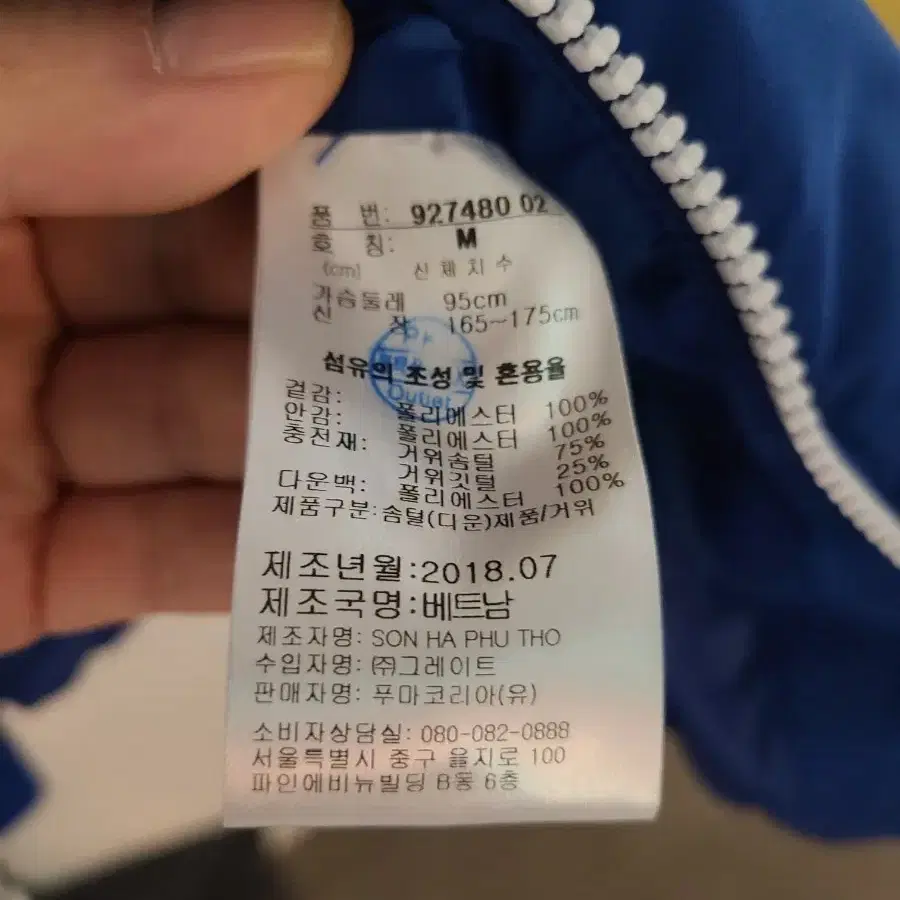 품 번: 927480 02
호 칭: M
(cm) 신체치수
가슴둘레 95cm
신 장 165~175cm
섬유의 조성 및 혼용율
겉감: 폴리에스터 100%
안감: 폴리에스터 100%
충전재: 거위솜털 75%
거위깃털 25%
다운백: 폴리에스터 100%
제품구분:솜털(다운)제품/거위
제조년월:2018.07
제조국명:베트남
제조자명: SON HA PHU THO
수입자명: ㈜그레이트
판매자명: 푸마코리아(유)
소비자상담실: 080-082-0888
서울특별시 중구 을지로 100
파인에비뉴빌딩 B동 6층
Outlet